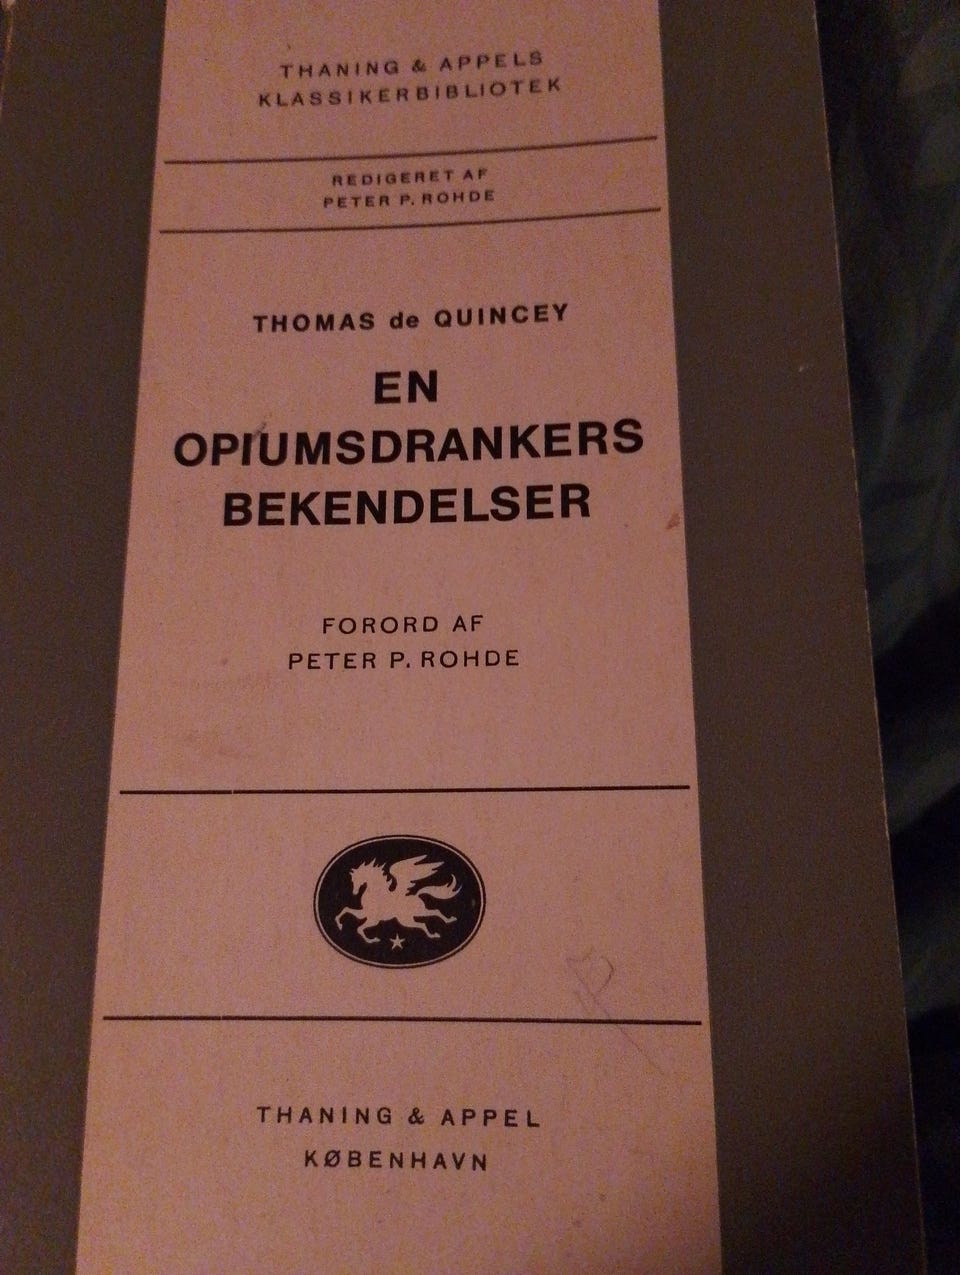 THANING & APPELS
KLASSIKERBIBLIOTEK
REDIGERET AF
PETER P. ROHDE
THOMAS de QUINCEY
EN
OPIUMSDRANKERS
BEKENDELSER
FORORD AF
PETER P. ROHDE
THANING & APPEL
KØBENHAVN